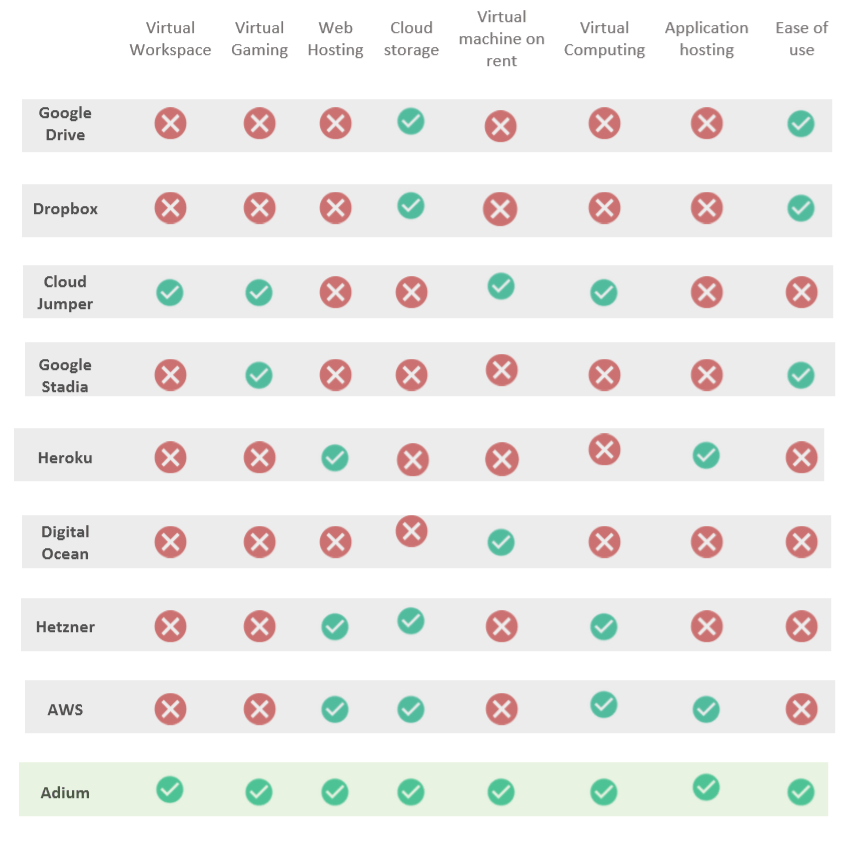 Virtual Workspace
Virtual Gaming
Web Hosting
Cloud storage
Virtual machine on rent
Virtual Computing
Application hosting
Ease of use
Google Drive
Dropbox
Cloud Jumper
Google Stadia
Heroku
Digital Ocean
Hetzner
AWS
Adium